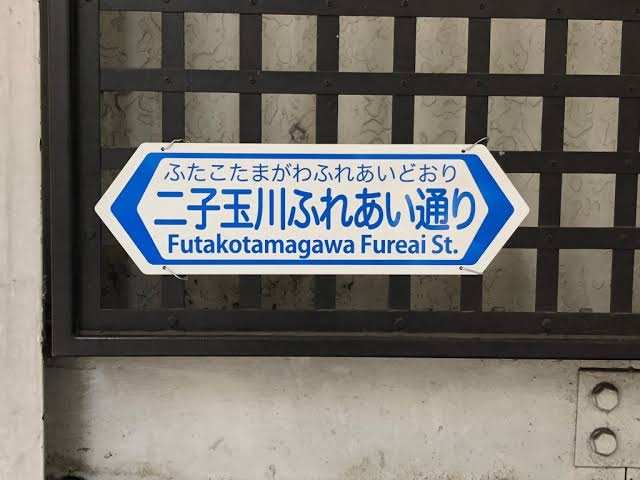 ふたこたまがわふれあいどおり
二子玉川ふれあい通り
Futakotamagawa Fureai St.